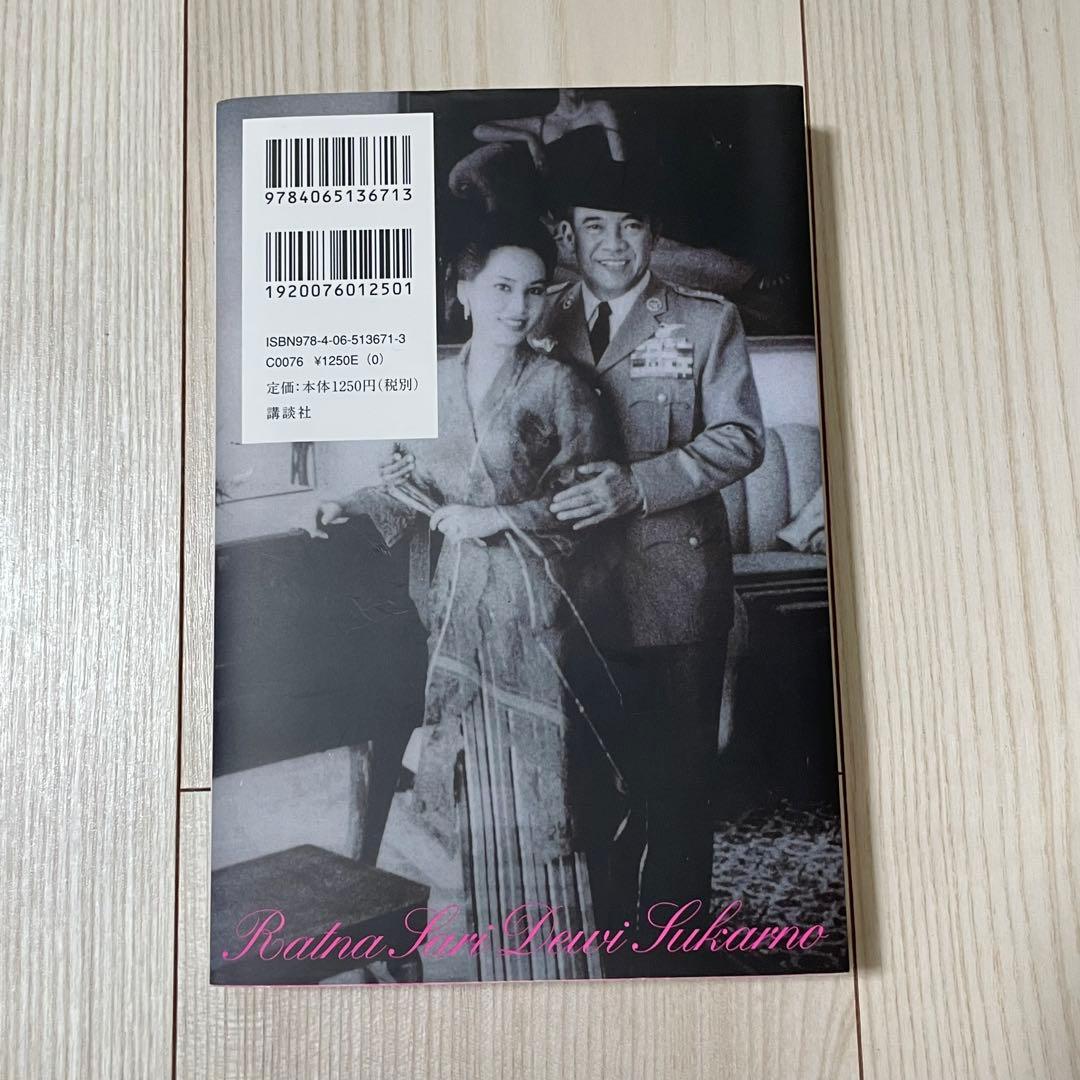 9784065136713
1920076012501
ISBN978-4-06-513671-3
C0076 ¥1250E (0)
定価:本体1250円(税別)
講談社
Ratna Sari Dewi Sukarno